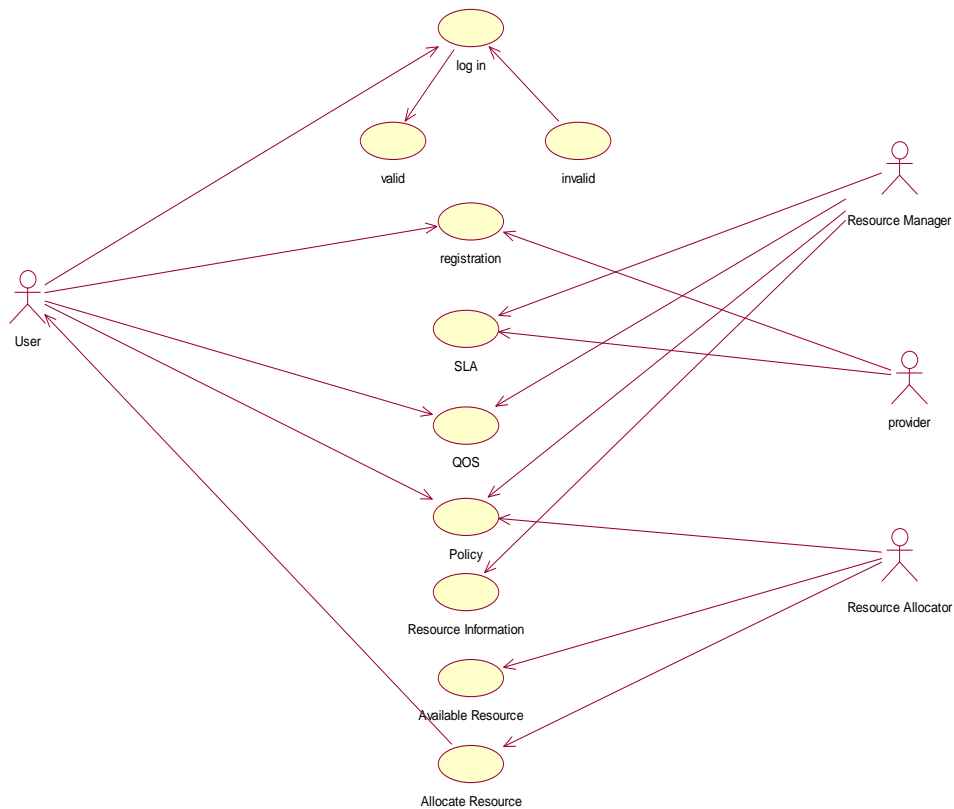 log in
valid
invalid
Resource Manager
registration
User
SLA
provider
QOS
Policy
Resource Allocator
Resource Information
Available Resource
Allocate Resource